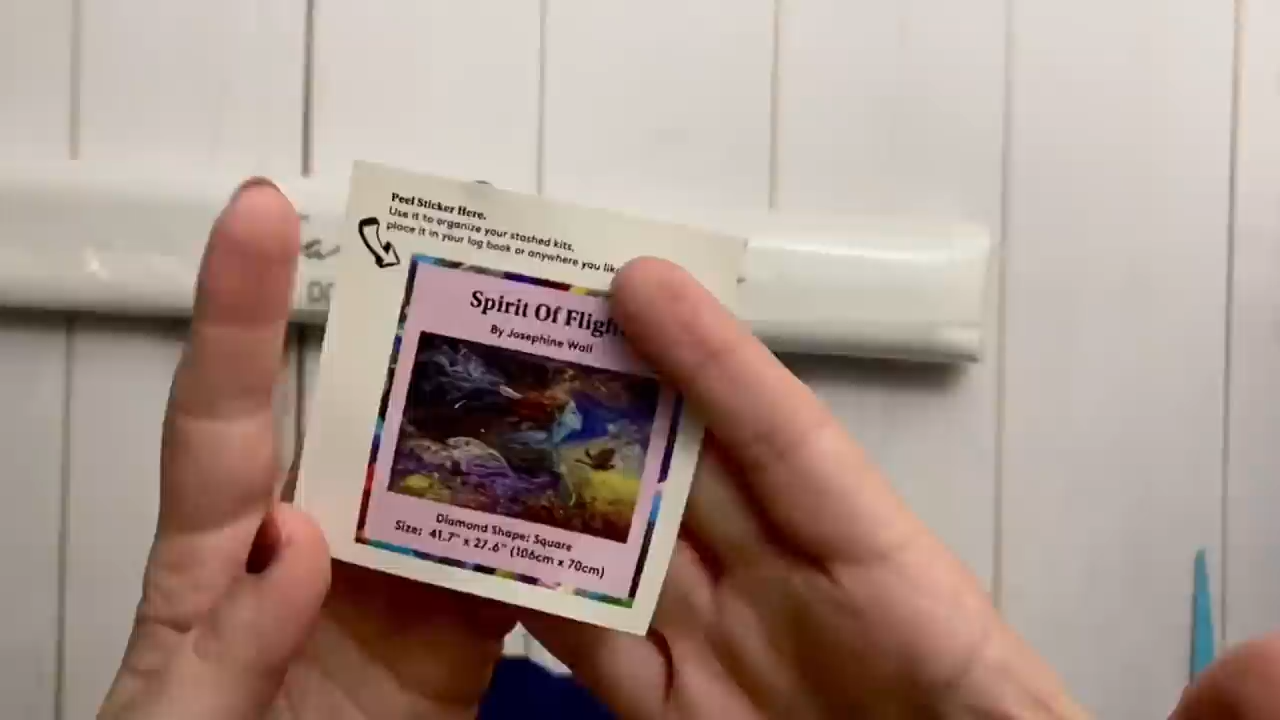 Peel Sticker Here.
Use it to organize your stashed kits,
place it in your log book or anywhere you like
Spirit Of Fligh
By Josephine Wall
Diamond Shape: Square
Size: 41.7" x 27.6" (106cm x 70cm)